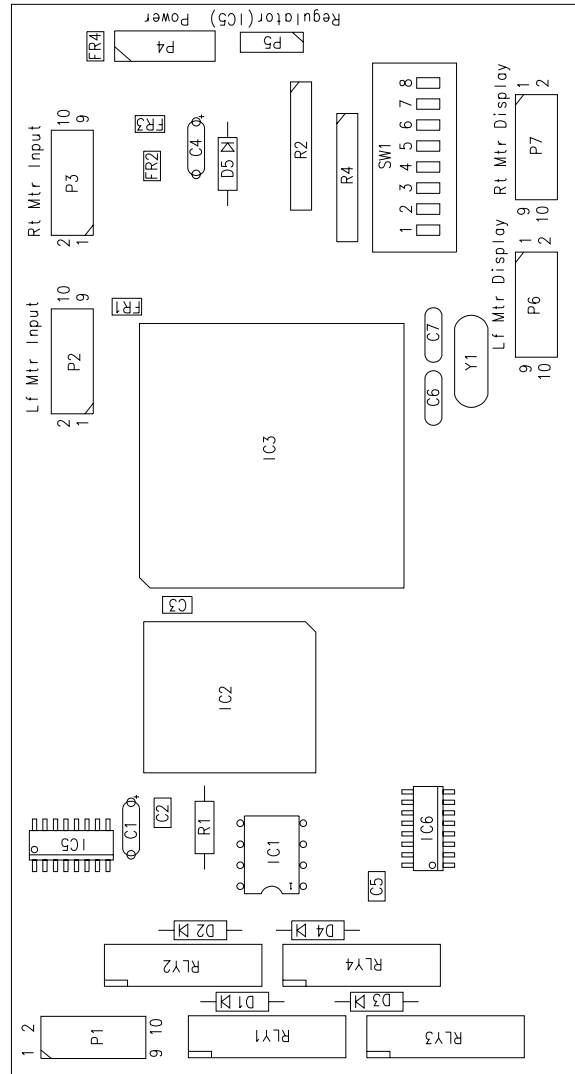 Regulator(IC5) Power
FR4
P4
P5
Rt Mtr Input
10
9
P3
2
1
FR3
FR2
C4
+
D5
R2
R4
SW1
8
7
6
5
4
3
2
1
Rt Mtr Display
1
2
P7
9
10
Lf Mtr Input
10
9
P2
2
1
FR1
Lf Mtr Display
1
2
P6
9
10
C7
C6
Y1
IC3
C3
IC2
IC5
C1
+
C2
R1
IC1
1
IC6
C5
D2
D4
RLY2
RLY4
D1
D3
1
2
P1
9
10
RLY1
RLY3